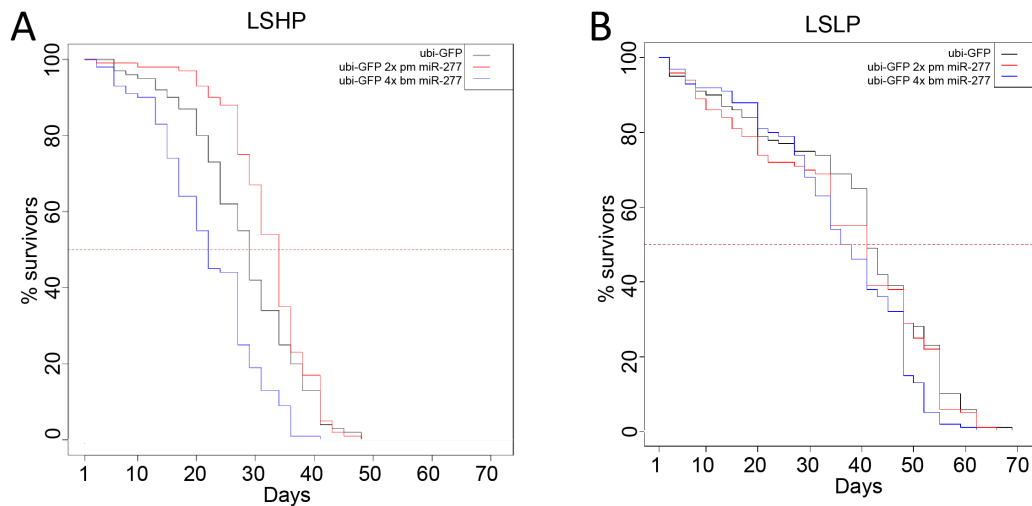 A
LSHP
ubi-GFP
ubi-GFP 2x pm miR-277
ubi-GFP 4x bm miR-277
% survivors
100
80
60
40
20
0
1 10 20 30 40 50 60 70
Days
B
LSLP
ubi-GFP
ubi-GFP 2x pm miR-277
ubi-GFP 4x bm miR-277
% survivors
100
80
60
40
20
0
1 10 20 30 40 50 60 70
Days